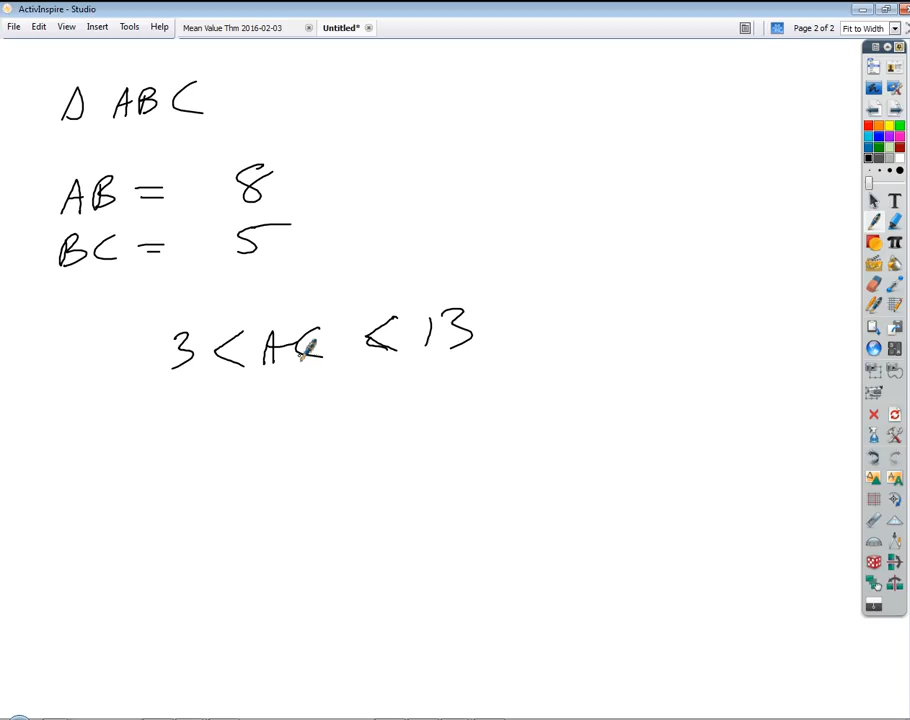 ActivInspire - Studio
File Edit View Insert Tools Help Mean Value Thm 2016-02-03 Untitled* Page 2 of 2 Fit to Width
Δ ABC
AB = 8
BC = 5
3 < AC < 13